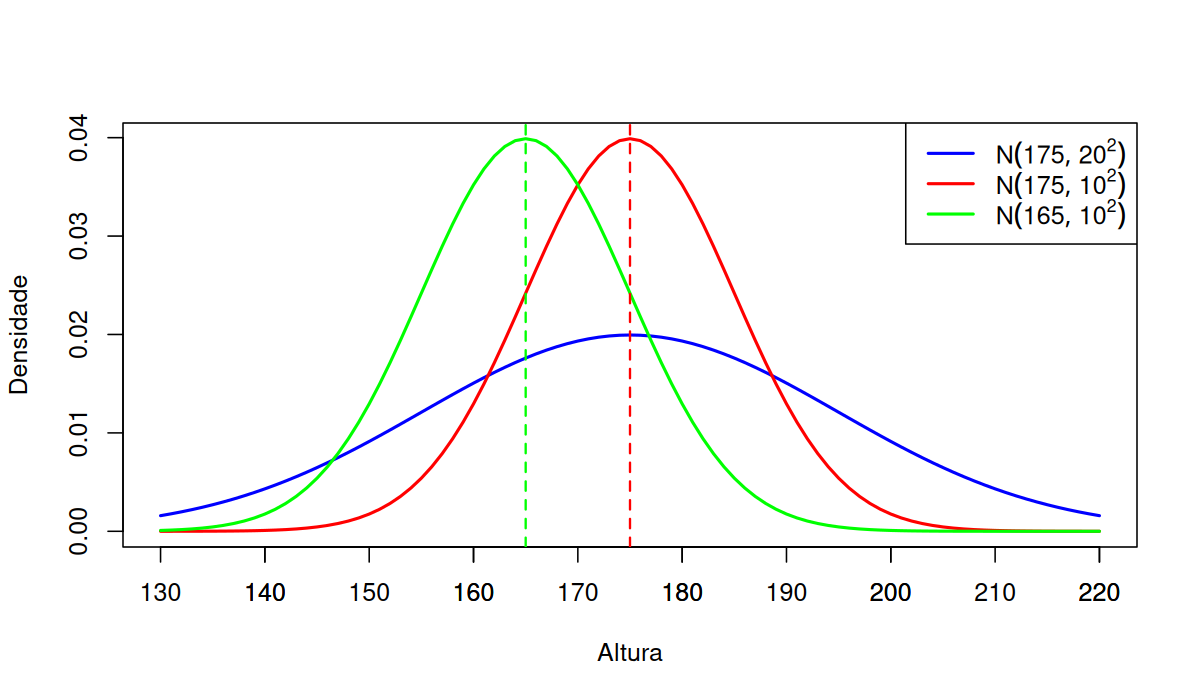 N(175, 20²)
N(175, 10²)
N(165, 10²)
0.04
0.03
0.02
0.01
0.00
Densidade
130 140 150 160 170 180 190 200 210 220
Altura